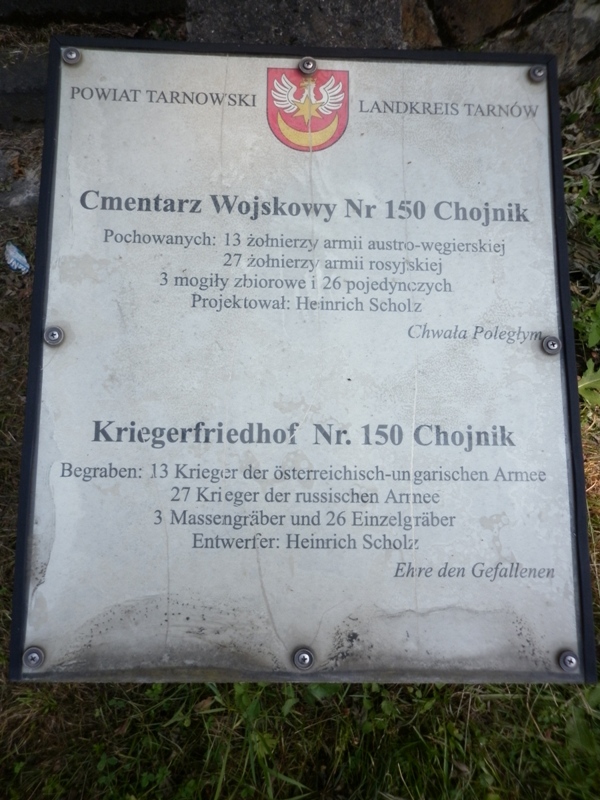 POWIAT TARNOWSKI LANDKREIS TARNÓW
Cmentarz Wojskowy Nr 150 Chojnik
Pochowanych: 13 żołnierzy armii austro-węgierskiej
27 żołnierzy armii rosyjskiej
3 mogiły zbiorowe i 26 pojedynczych
Projektował: Heinrich Scholz
Chwała Poległym
Kriegerfriedhof Nr. 150 Chojnik
Begraben: 13 Krieger der österreichisch-ungarischen Armee
27 Krieger der russischen Armee
3 Massengräber und 26 Einzelgräber
Entwerfer: Heinrich Scholz
Ehre den Gefallenen